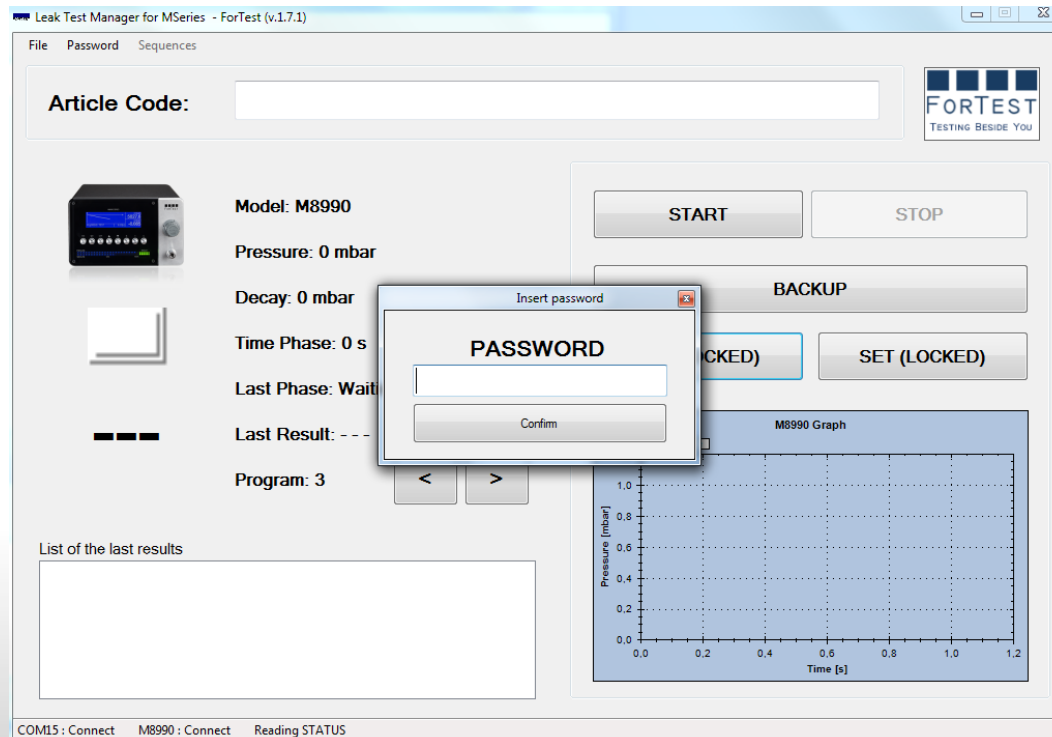 Leak Test Manager for MSeries - ForTest (v.1.7.1)
File Password Sequences
Article Code:
FORTEST
TESTING BESIDE YOU
Model: M8990
Pressure: 0 mbar
Decay: 0 mbar
Time Phase: 0 s
Last Phase:
Last Result: - - -
Program: 3
< >
---
START STOP
BACKUP
SET (LOCKED)
Insert password
PASSWORD
Confirm
List of the last results
M8990 Graph
Pressure [mbar]
1,0
0,8
0,6
0,4
0,2
0,0
0,0 0,2 0,4 0,6 0,8 1,0 1,2
Time [s]
COM15 : Connect M8990 : Connect Reading STATUS